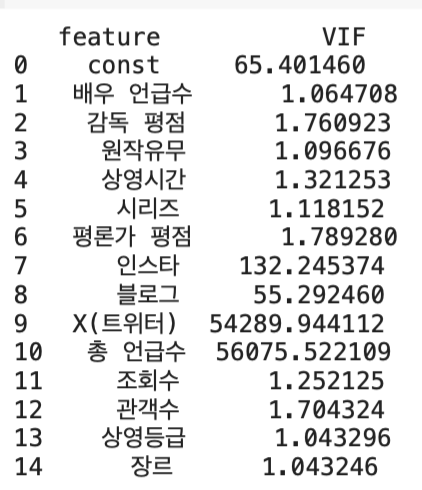 feature VIF
0 const 65.401460
1 배우 언급수 1.064708
2 감독 평점 1.760923
3 원작유무 1.096676
4 상영시간 1.321253
5 시리즈 1.118152
6 평론가 평점 1.789280
7 인스타 132.245374
8 블로그 55.292460
9 X(트위터) 54289.944112
10 총 언급수 56075.522109
11 조회수 1.252125
12 관객수 1.704324
13 상영등급 1.043296
14 장르 1.043246